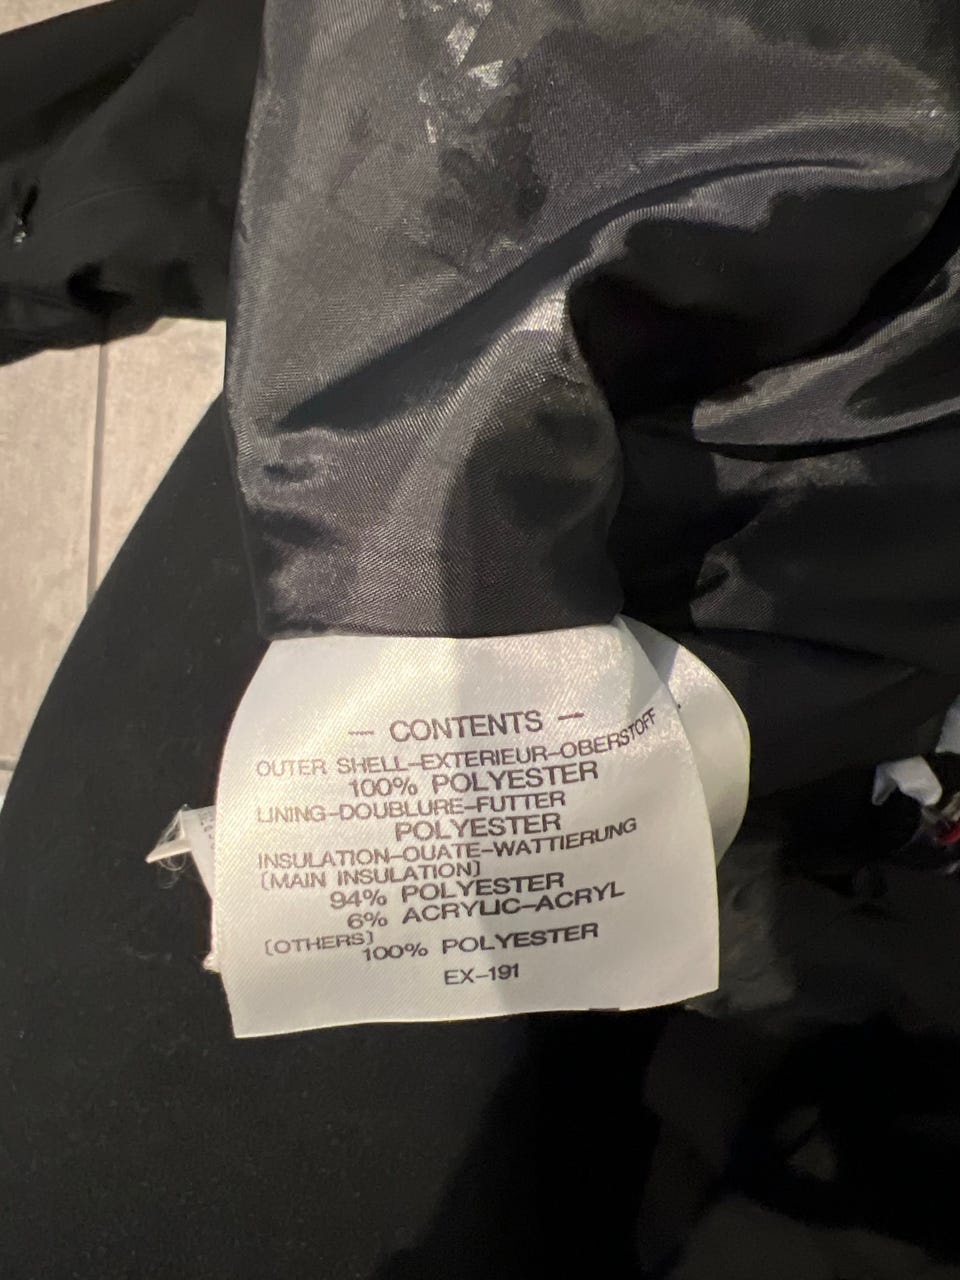 — CONTENTS —
OUTER SHELL-EXTERIEUR-OBERSTOFF
100% POLYESTER
LINING-DOUBLURE-FUTTER
POLYESTER
INSULATION-OUATE-WATTIERUNG
[MAIN INSULATION]
94% POLYESTER
6% ACRYLIC-ACRYL
[OTHERS]
100% POLYESTER
EX-191